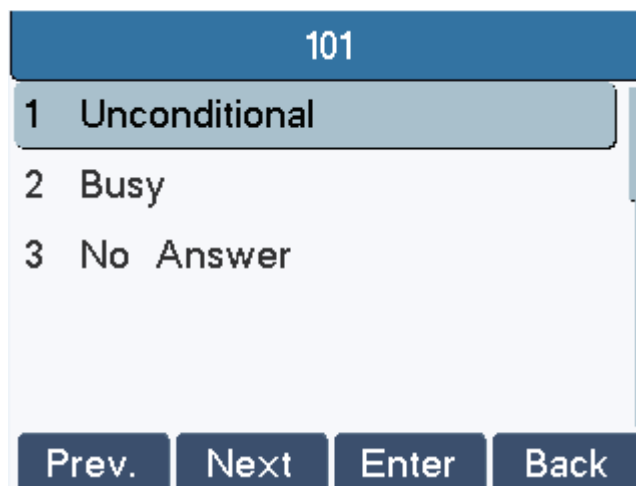 101
1 Unconditional
2 Busy
3 No Answer
Prev. Next Enter Back